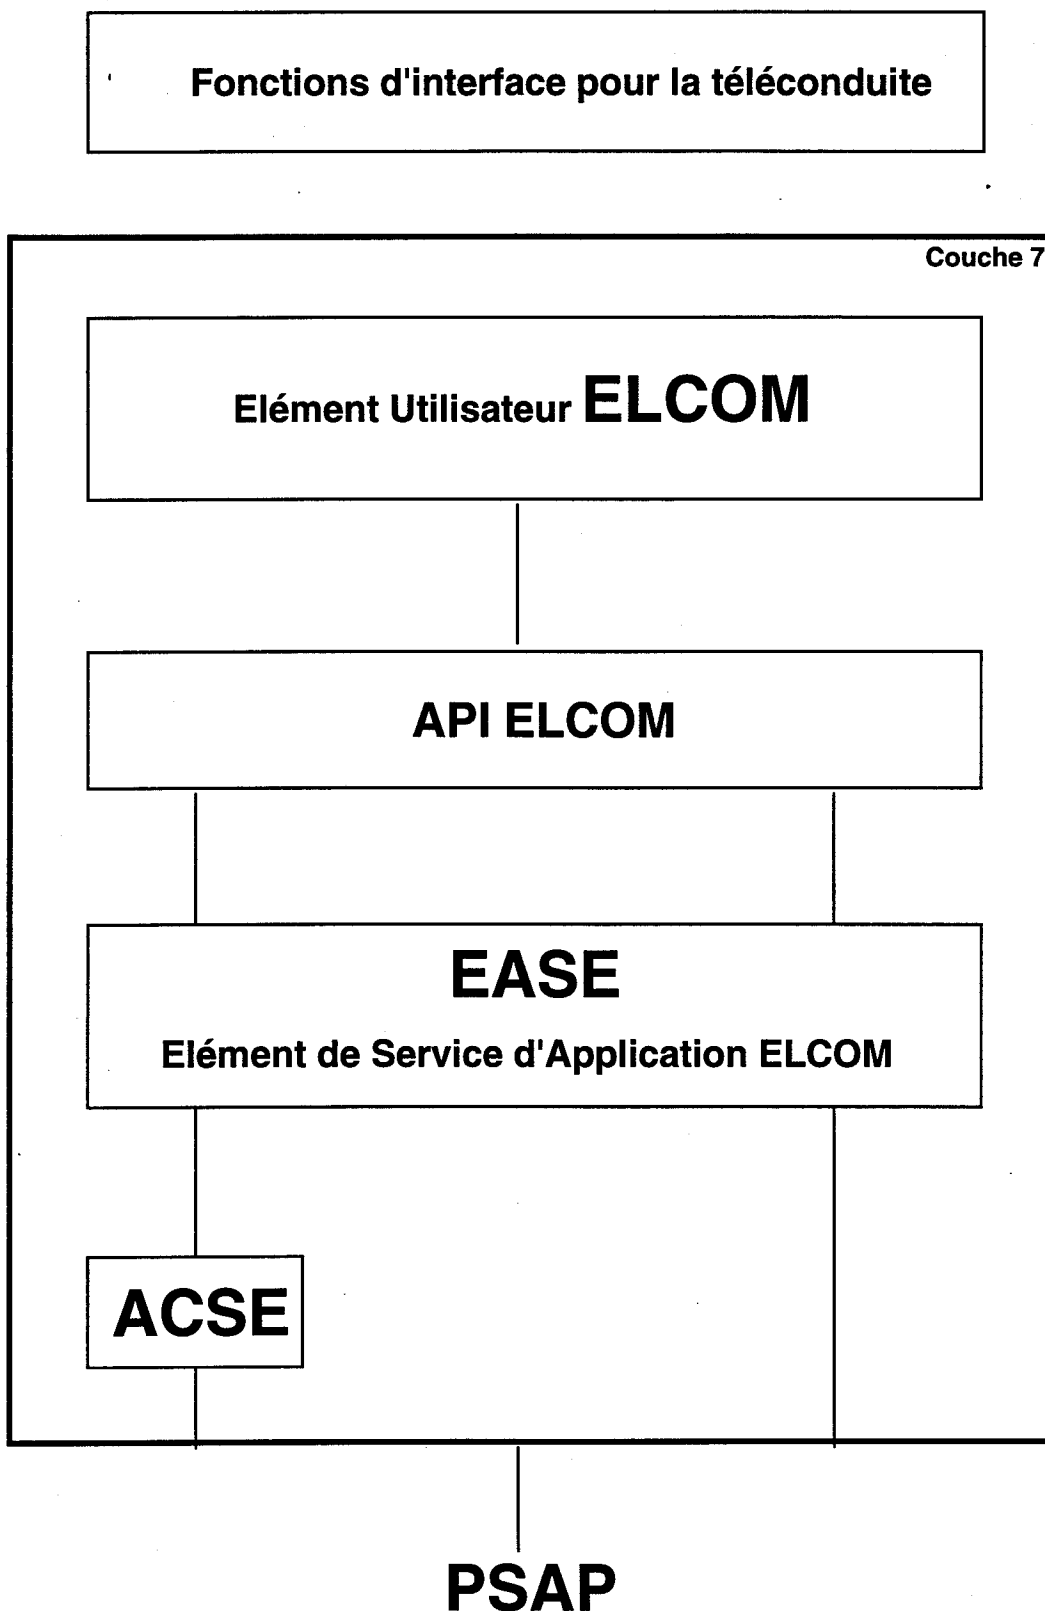 Fonctions d'interface pour la téléconduite
Couche 7
Elément Utilisateur ELCOM
API ELCOM
EASE
Elément de Service d'Application ELCOM
ACSE
PSAP